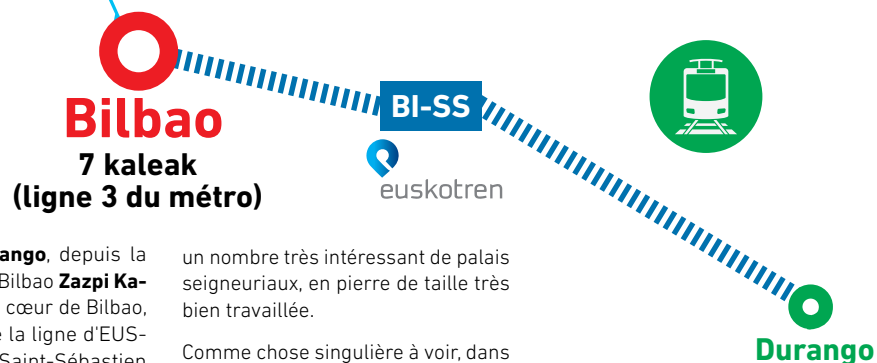 Bilbao
7 kaleak
(ligne 3 du métro)
BI-SS
euskotren
Durango
ango, depuis la
Bilbao Zazpi Ka-
cœur de Bilbao,
la ligne d'EUS-
Saint-Sébastien
un nombre très intéressant de palais
seigneuriaux, en pierre de taille très
bien travaillée.
Comme chose singulière à voir, dans